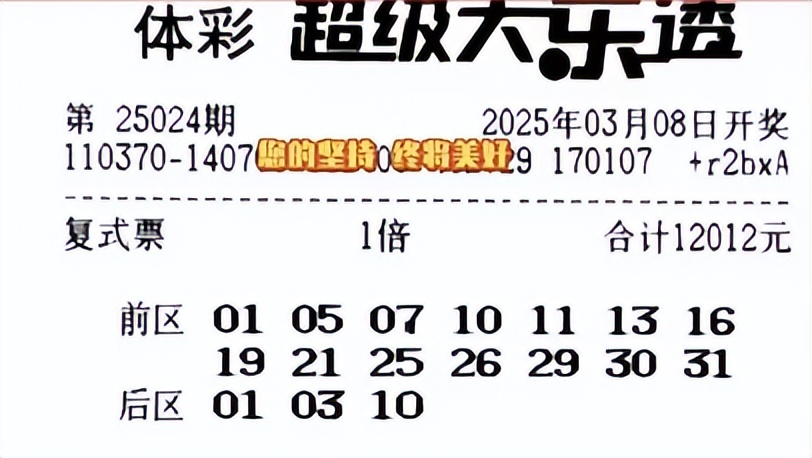 体彩 超级大乐透
第 25024期 2025年03月08日开奖
110370-1407 您的坚持 终将美好 29 170107 +r2bxA
复式票 1倍 合计12012元
前区 01 05 07 10 11 13 16
19 21 25 26 29 30 31
后区 01 03 10